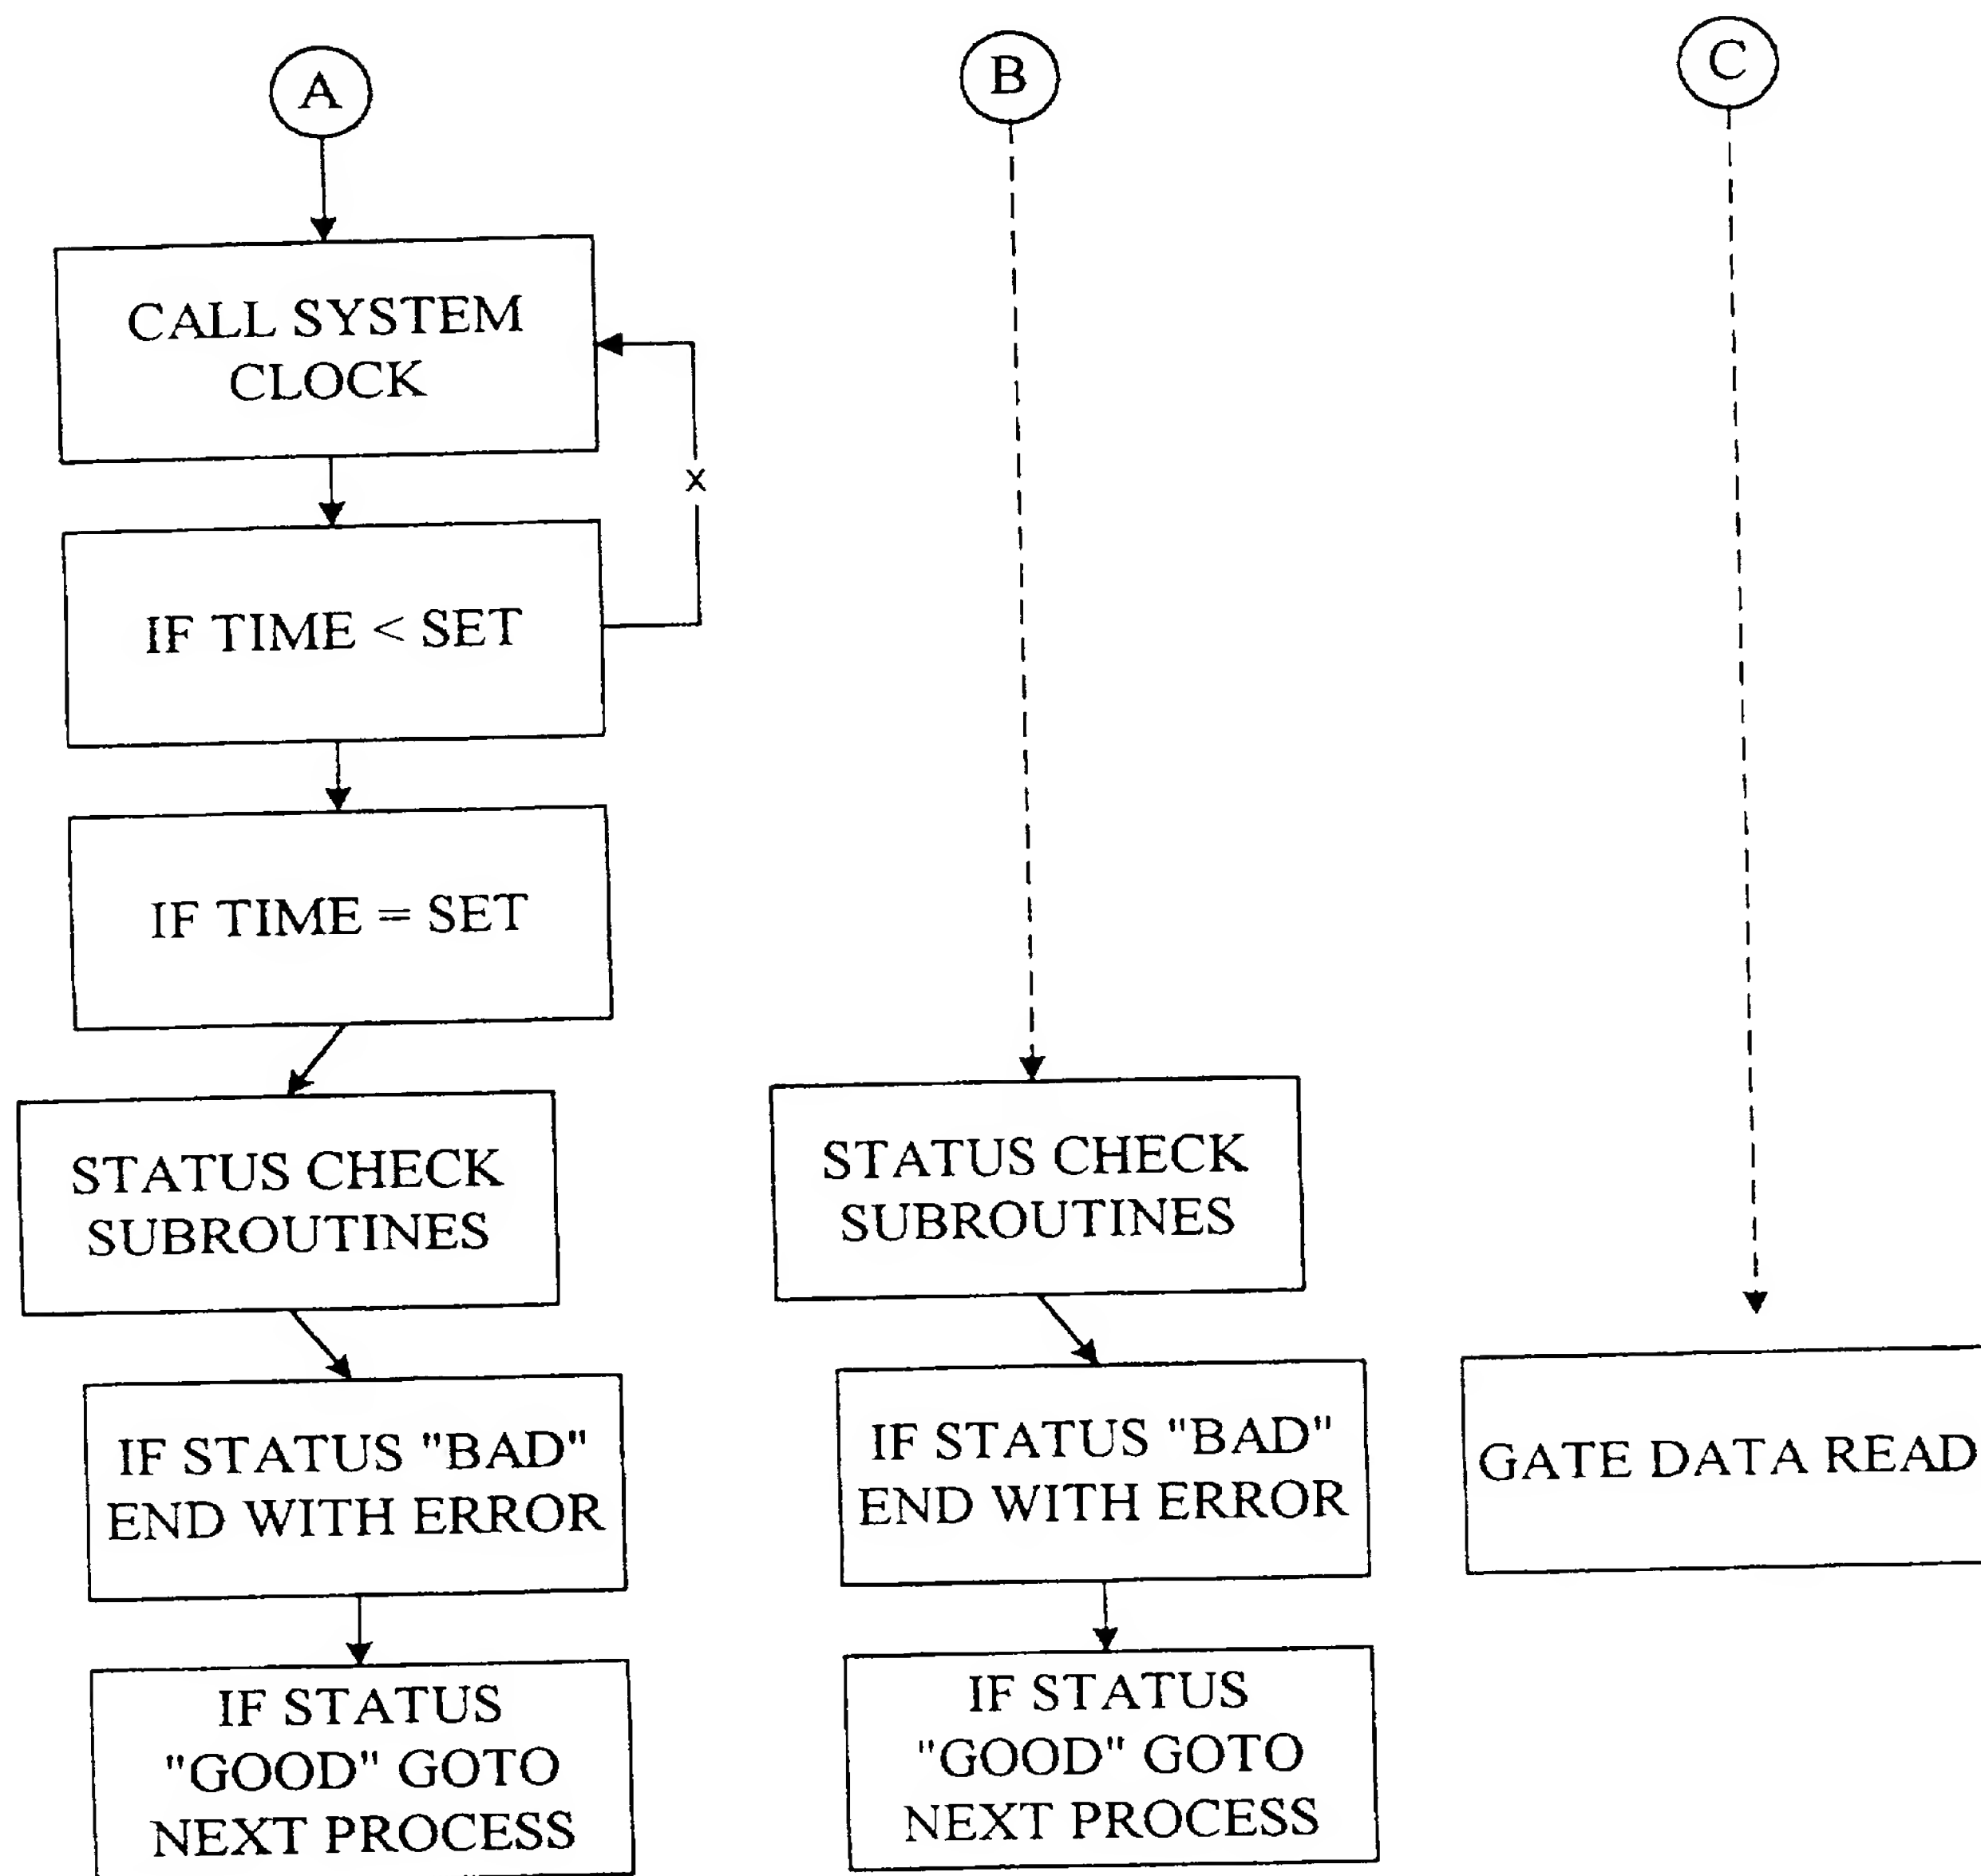 A
B
C
CALL SYSTEM
CLOCK
x
IF TIME < SET
IF TIME = SET
STATUS CHECK
SUBROUTINES
IF STATUS "BAD"
END WITH ERROR
IF STATUS
"GOOD" GOTO
NEXT PROCESS
STATUS CHECK
SUBROUTINES
IF STATUS "BAD"
END WITH ERROR
IF STATUS
"GOOD" GOTO
NEXT PROCESS
GATE DATA READ